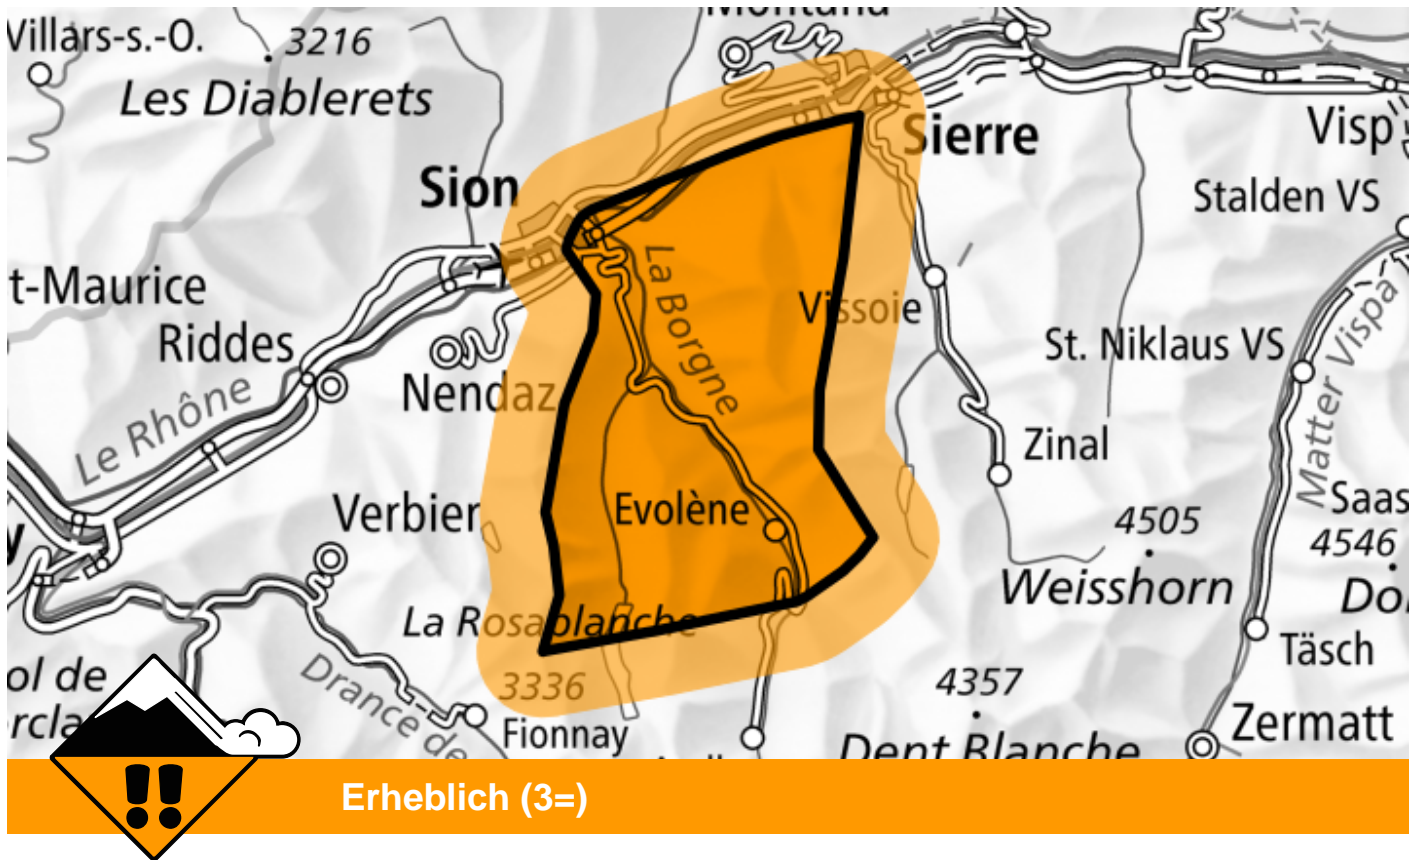 Villars-s.-O.
3216
Les Diablerets
Sierre
Visp
Sion
Stalden VS
t-Maurice
La Borgne
Vissoie
Riddes
St. Niklaus VS
Nendaz
Le Rhône
Matter Vispa
Zinal
Verbier
Evolène
4505
Saas
y
4546
Weisshorn
La Rosablanche
Täsch
ol de
3336
4357
Drance de
Zermatt
Fionnay
Dent Blanche
!!
Erheblich (3=)